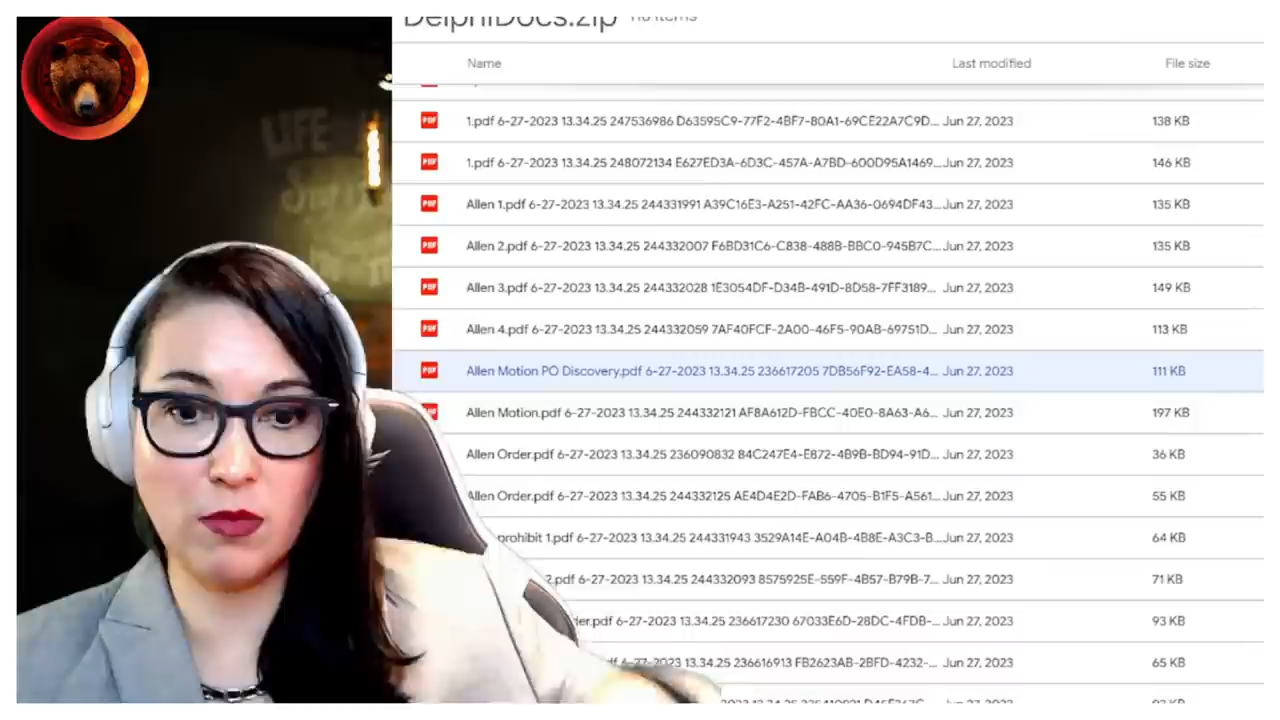 DelphiDocs.zip
Name Last modified File size
1.pdf 6-27-2023 13.34.25 247536986 D63595C9-77F2-4BF7-B0A1-69CE22A7C9D... Jun 27, 2023 138 KB
1.pdf 6-27-2023 13.34.25 248072134 E627ED3A-6D3C-457A-A7BD-600D95A1469... Jun 27, 2023 146 KB
Allen 1.pdf 6-27-2023 13.34.25 244331991 A39C16E3-A251-42FC-AA36-0694DF43... Jun 27, 2023 135 KB
Allen 2.pdf 6-27-2023 13.34.25 244332007 F6BD31C6-C838-488B-BBC0-945B7C... Jun 27, 2023 135 KB
Allen 3.pdf 6-27-2023 13.34.25 244332028 1E3054DF-D34B-491D-8D58-7FF3189... Jun 27, 2023 149 KB
Allen 4.pdf 6-27-2023 13.34.25 244332059 7AF40FCF-2A00-46F5-90AB-69751D... Jun 27, 2023 113 KB
Allen Motion PO Discovery.pdf 6-27-2023 13.34.25 236617205 7DB56F92-EA58-4... Jun 27, 2023 111 KB
Allen Motion.pdf 6-27-2023 13.34.25 244332121 AF8A612D-FBCC-40E0-8A63-A6... Jun 27, 2023 197 KB
Allen Order.pdf 6-27-2023 13.34.25 236090832 84C247E4-E872-4B9B-BD94-91D... Jun 27, 2023 36 KB
Allen Order.pdf 6-27-2023 13.34.25 244332125 AE4D4E2D-FAB6-4705-B1F5-A561... Jun 27, 2023 55 KB
prohibit 1.pdf 6-27-2023 13.34.25 244331943 3529A14E-A04B-4B8E-A3C3-B... Jun 27, 2023 64 KB
2.pdf 6-27-2023 13.34.25 244332093 8575925E-559F-4B57-B79B-7... Jun 27, 2023 71 KB
der.pdf 6-27-2023 13.34.25 236617230 67033E6D-28DC-4FDB-... Jun 27, 2023 93 KB
13.34.25 236616913 FB2623AB-2BFD-4232-... Jun 27, 2023 65 KB
LIFE